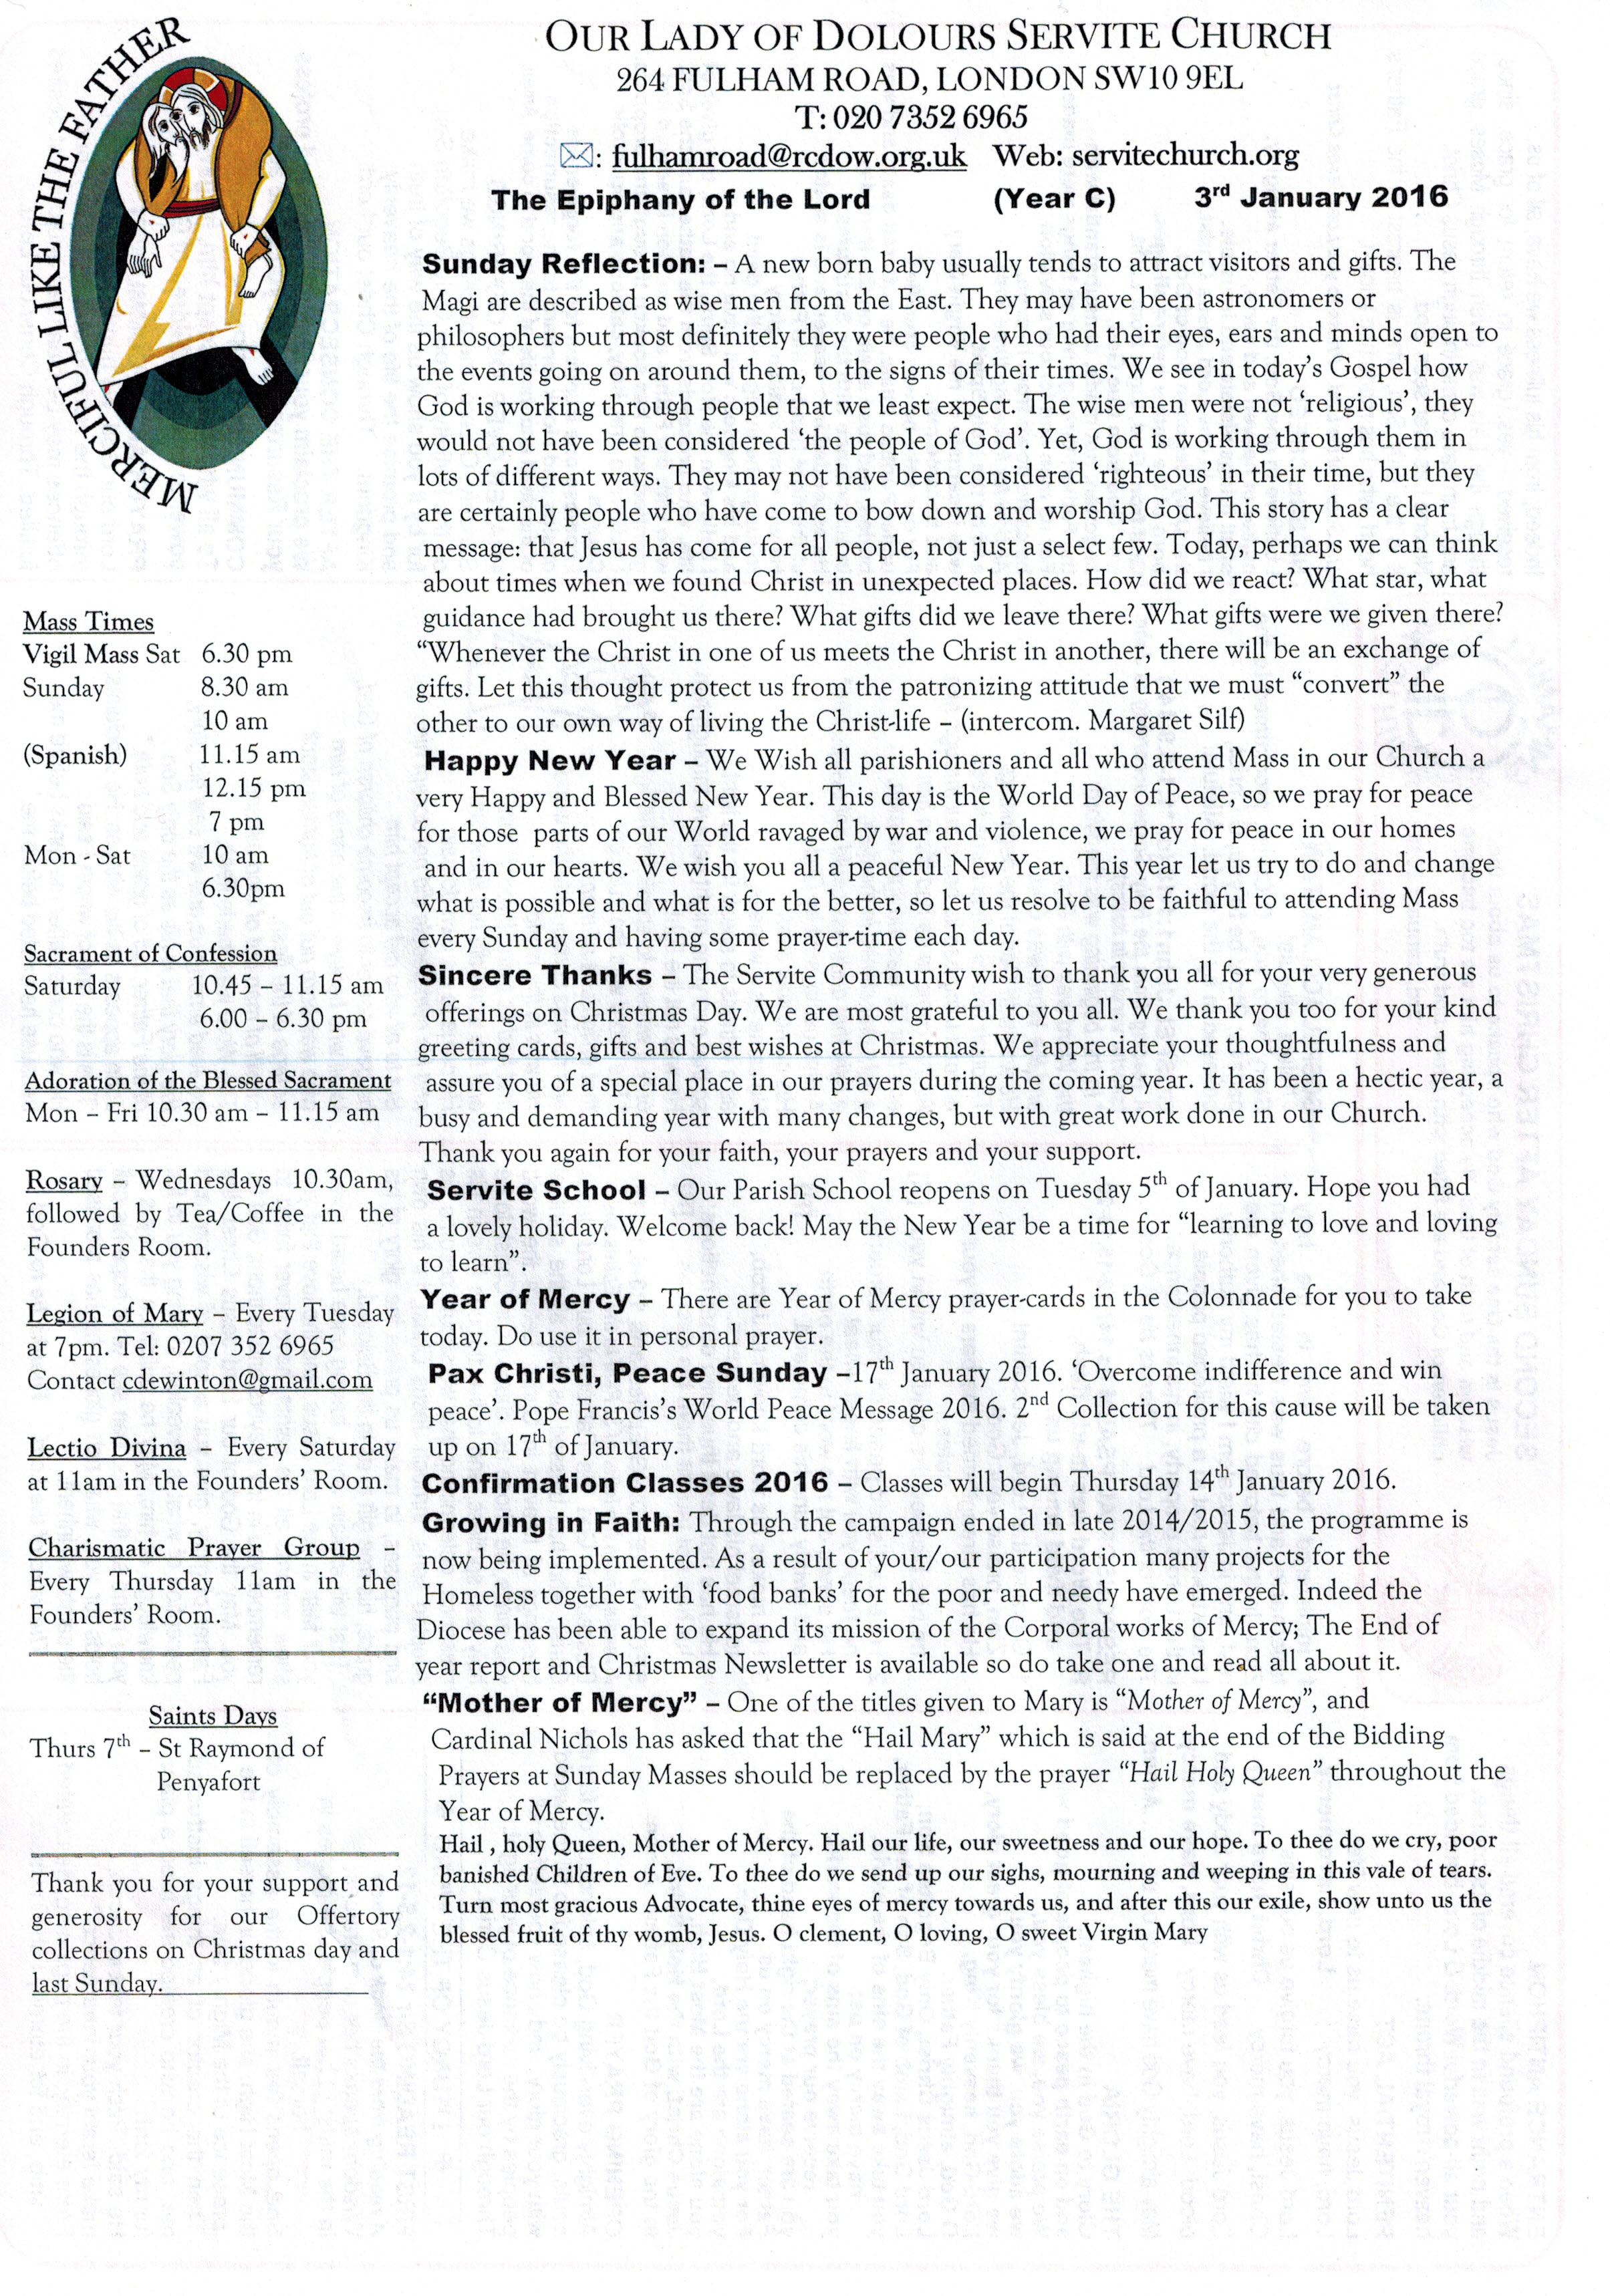 MERCIFUL LIKE THE FATHER
OUR LADY OF DOLOURS SERVITE CHURCH
264 FULHAM ROAD, LONDON SW10 9EL
T: 020 7352 6965
✉: fulhamroad@rcdow.org.uk Web: servitechurch.org
The Epiphany of the Lord (Year C) 3rd January 2016
Mass Times
Vigil Mass Sat 6.30 pm
Sunday 8.30 am
10 am
(Spanish) 11.15 am
12.15 pm
7 pm
Mon - Sat 10 am
6.30pm
Sacrament of Confession
Saturday 10.45 – 11.15 am
6.00 – 6.30 pm
Adoration of the Blessed Sacrament
Mon – Fri 10.30 am – 11.15 am
Rosary – Wednesdays 10.30am,
followed by Tea/Coffee in the
Founders Room.
Legion of Mary – Every Tuesday
at 7pm. Tel: 0207 352 6965
Contact cdewinton@gmail.com
Lectio Divina – Every Saturday
at 11am in the Founders' Room.
Charismatic Prayer Group –
Every Thursday 11am in the
Founders' Room.
Saints Days
Thurs 7th – St Raymond of
Penyafort
Thank you for your support and
generosity for our Offertory
collections on Christmas day and
last Sunday.
Sunday Reflection: – A new born baby usually tends to attract visitors and gifts. The
Magi are described as wise men from the East. They may have been astronomers or
philosophers but most definitely they were people who had their eyes, ears and minds open to
the events going on around them, to the signs of their times. We see in today's Gospel how
God is working through people that we least expect. The wise men were not 'religious', they
would not have been considered 'the people of God'. Yet, God is working through them in
lots of different ways. They may not have been considered 'righteous' in their time, but they
are certainly people who have come to bow down and worship God. This story has a clear
message: that Jesus has come for all people, not just a select few. Today, perhaps we can think
about times when we found Christ in unexpected places. How did we react? What star, what
guidance had brought us there? What gifts did we leave there? What gifts were we given there?
"Whenever the Christ in one of us meets the Christ in another, there will be an exchange of
gifts. Let this thought protect us from the patronizing attitude that we must "convert" the
other to our own way of living the Christ-life – (intercom. Margaret Silf)
Happy New Year – We Wish all parishioners and all who attend Mass in our Church a
very Happy and Blessed New Year. This day is the World Day of Peace, so we pray for peace
for those parts of our World ravaged by war and violence, we pray for peace in our homes
and in our hearts. We wish you all a peaceful New Year. This year let us try to do and change
what is possible and what is for the better, so let us resolve to be faithful to attending Mass
every Sunday and having some prayer-time each day.
Sincere Thanks – The Servite Community wish to thank you all for your very generous
offerings on Christmas Day. We are most grateful to you all. We thank you too for your kind
greeting cards, gifts and best wishes at Christmas. We appreciate your thoughtfulness and
assure you of a special place in our prayers during the coming year. It has been a hectic year, a
busy and demanding year with many changes, but with great work done in our Church.
Thank you again for your faith, your prayers and your support.
Servite School – Our Parish School reopens on Tuesday 5th of January. Hope you had
a lovely holiday. Welcome back! May the New Year be a time for "learning to love and loving
to learn".
Year of Mercy – There are Year of Mercy prayer-cards in the Colonnade for you to take
today. Do use it in personal prayer.
Pax Christi, Peace Sunday –17th January 2016. 'Overcome indifference and win
peace'. Pope Francis's World Peace Message 2016. 2nd Collection for this cause will be taken
up on 17th of January.
Confirmation Classes 2016 – Classes will begin Thursday 14th January 2016.
Growing in Faith: Through the campaign ended in late 2014/2015, the programme is
now being implemented. As a result of your/our participation many projects for the
Homeless together with 'food banks' for the poor and needy have emerged. Indeed the
Diocese has been able to expand its mission of the Corporal works of Mercy; The End of
year report and Christmas Newsletter is available so do take one and read all about it.
"Mother of Mercy" – One of the titles given to Mary is "Mother of Mercy", and
Cardinal Nichols has asked that the "Hail Mary" which is said at the end of the Bidding
Prayers at Sunday Masses should be replaced by the prayer "Hail Holy Queen" throughout the
Year of Mercy.
Hail , holy Queen, Mother of Mercy. Hail our life, our sweetness and our hope. To thee do we cry, poor
banished Children of Eve. To thee do we send up our sighs, mourning and weeping in this vale of tears.
Turn most gracious Advocate, thine eyes of mercy towards us, and after this our exile, show unto us the
blessed fruit of thy womb, Jesus. O clement, O loving, O sweet Virgin Mary